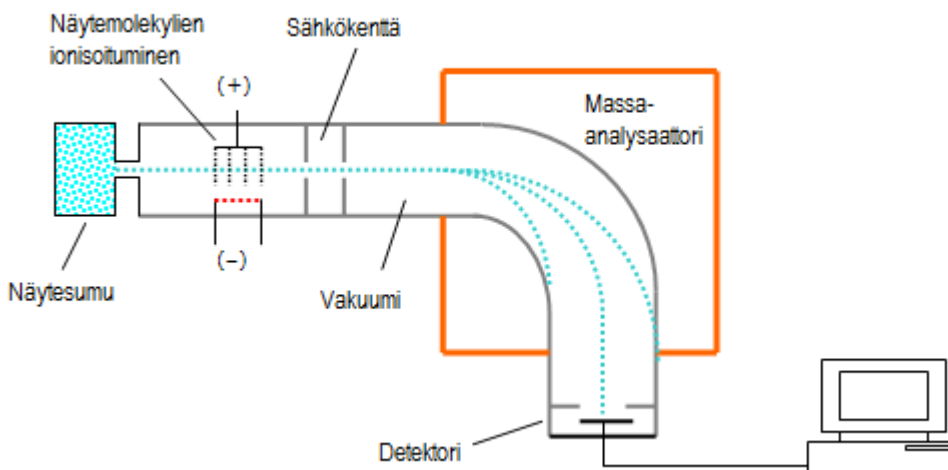 Näytemolekylien
ionisoituminen
(+)
Sähkökenttä
Massa-
analysaattori
(−)
Näytesumu
Vakuumi
Detektori